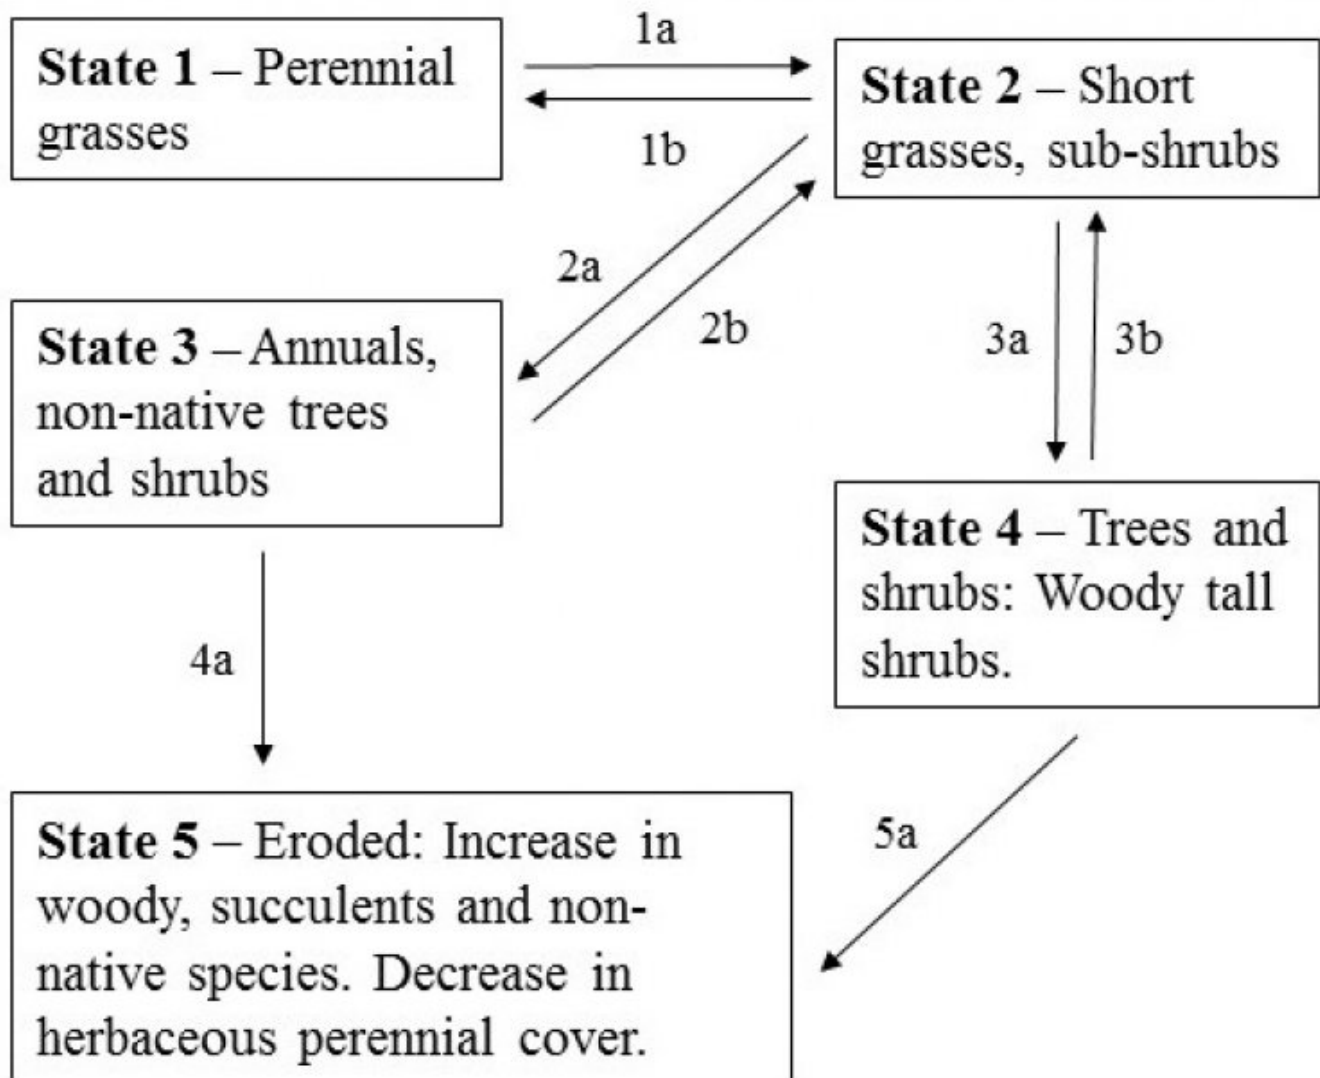 1a
State 1 – Perennial
grasses
State 2 – Short
grasses, sub-shrubs
1b
2a
2b
State 3 – Annuals,
non-native trees
and shrubs
3a
3b
State 4 – Trees and
shrubs: Woody tall
shrubs.
4a
5a
State 5 – Eroded: Increase in
woody, succulents and non-
native species. Decrease in
herbaceous perennial cover.